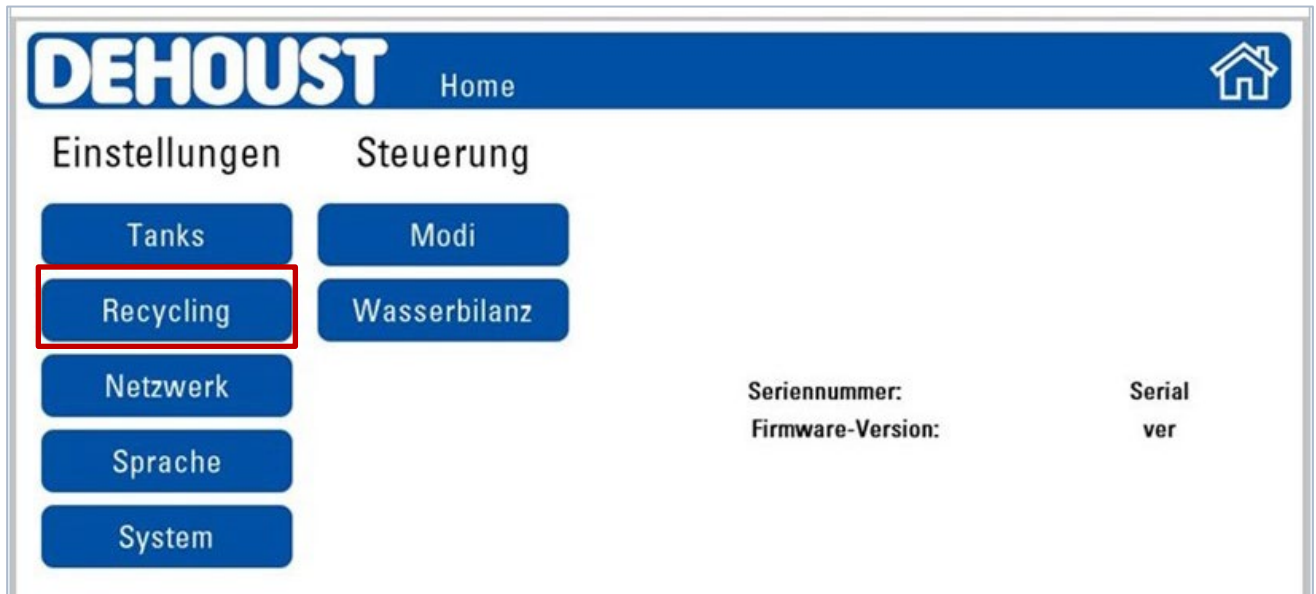 DEHOUST Home
Einstellungen Steuerung
Tanks Modi
Recycling Wasserbilanz
Netzwerk
Seriennummer: Serial
Firmware-Version: ver
Sprache
System